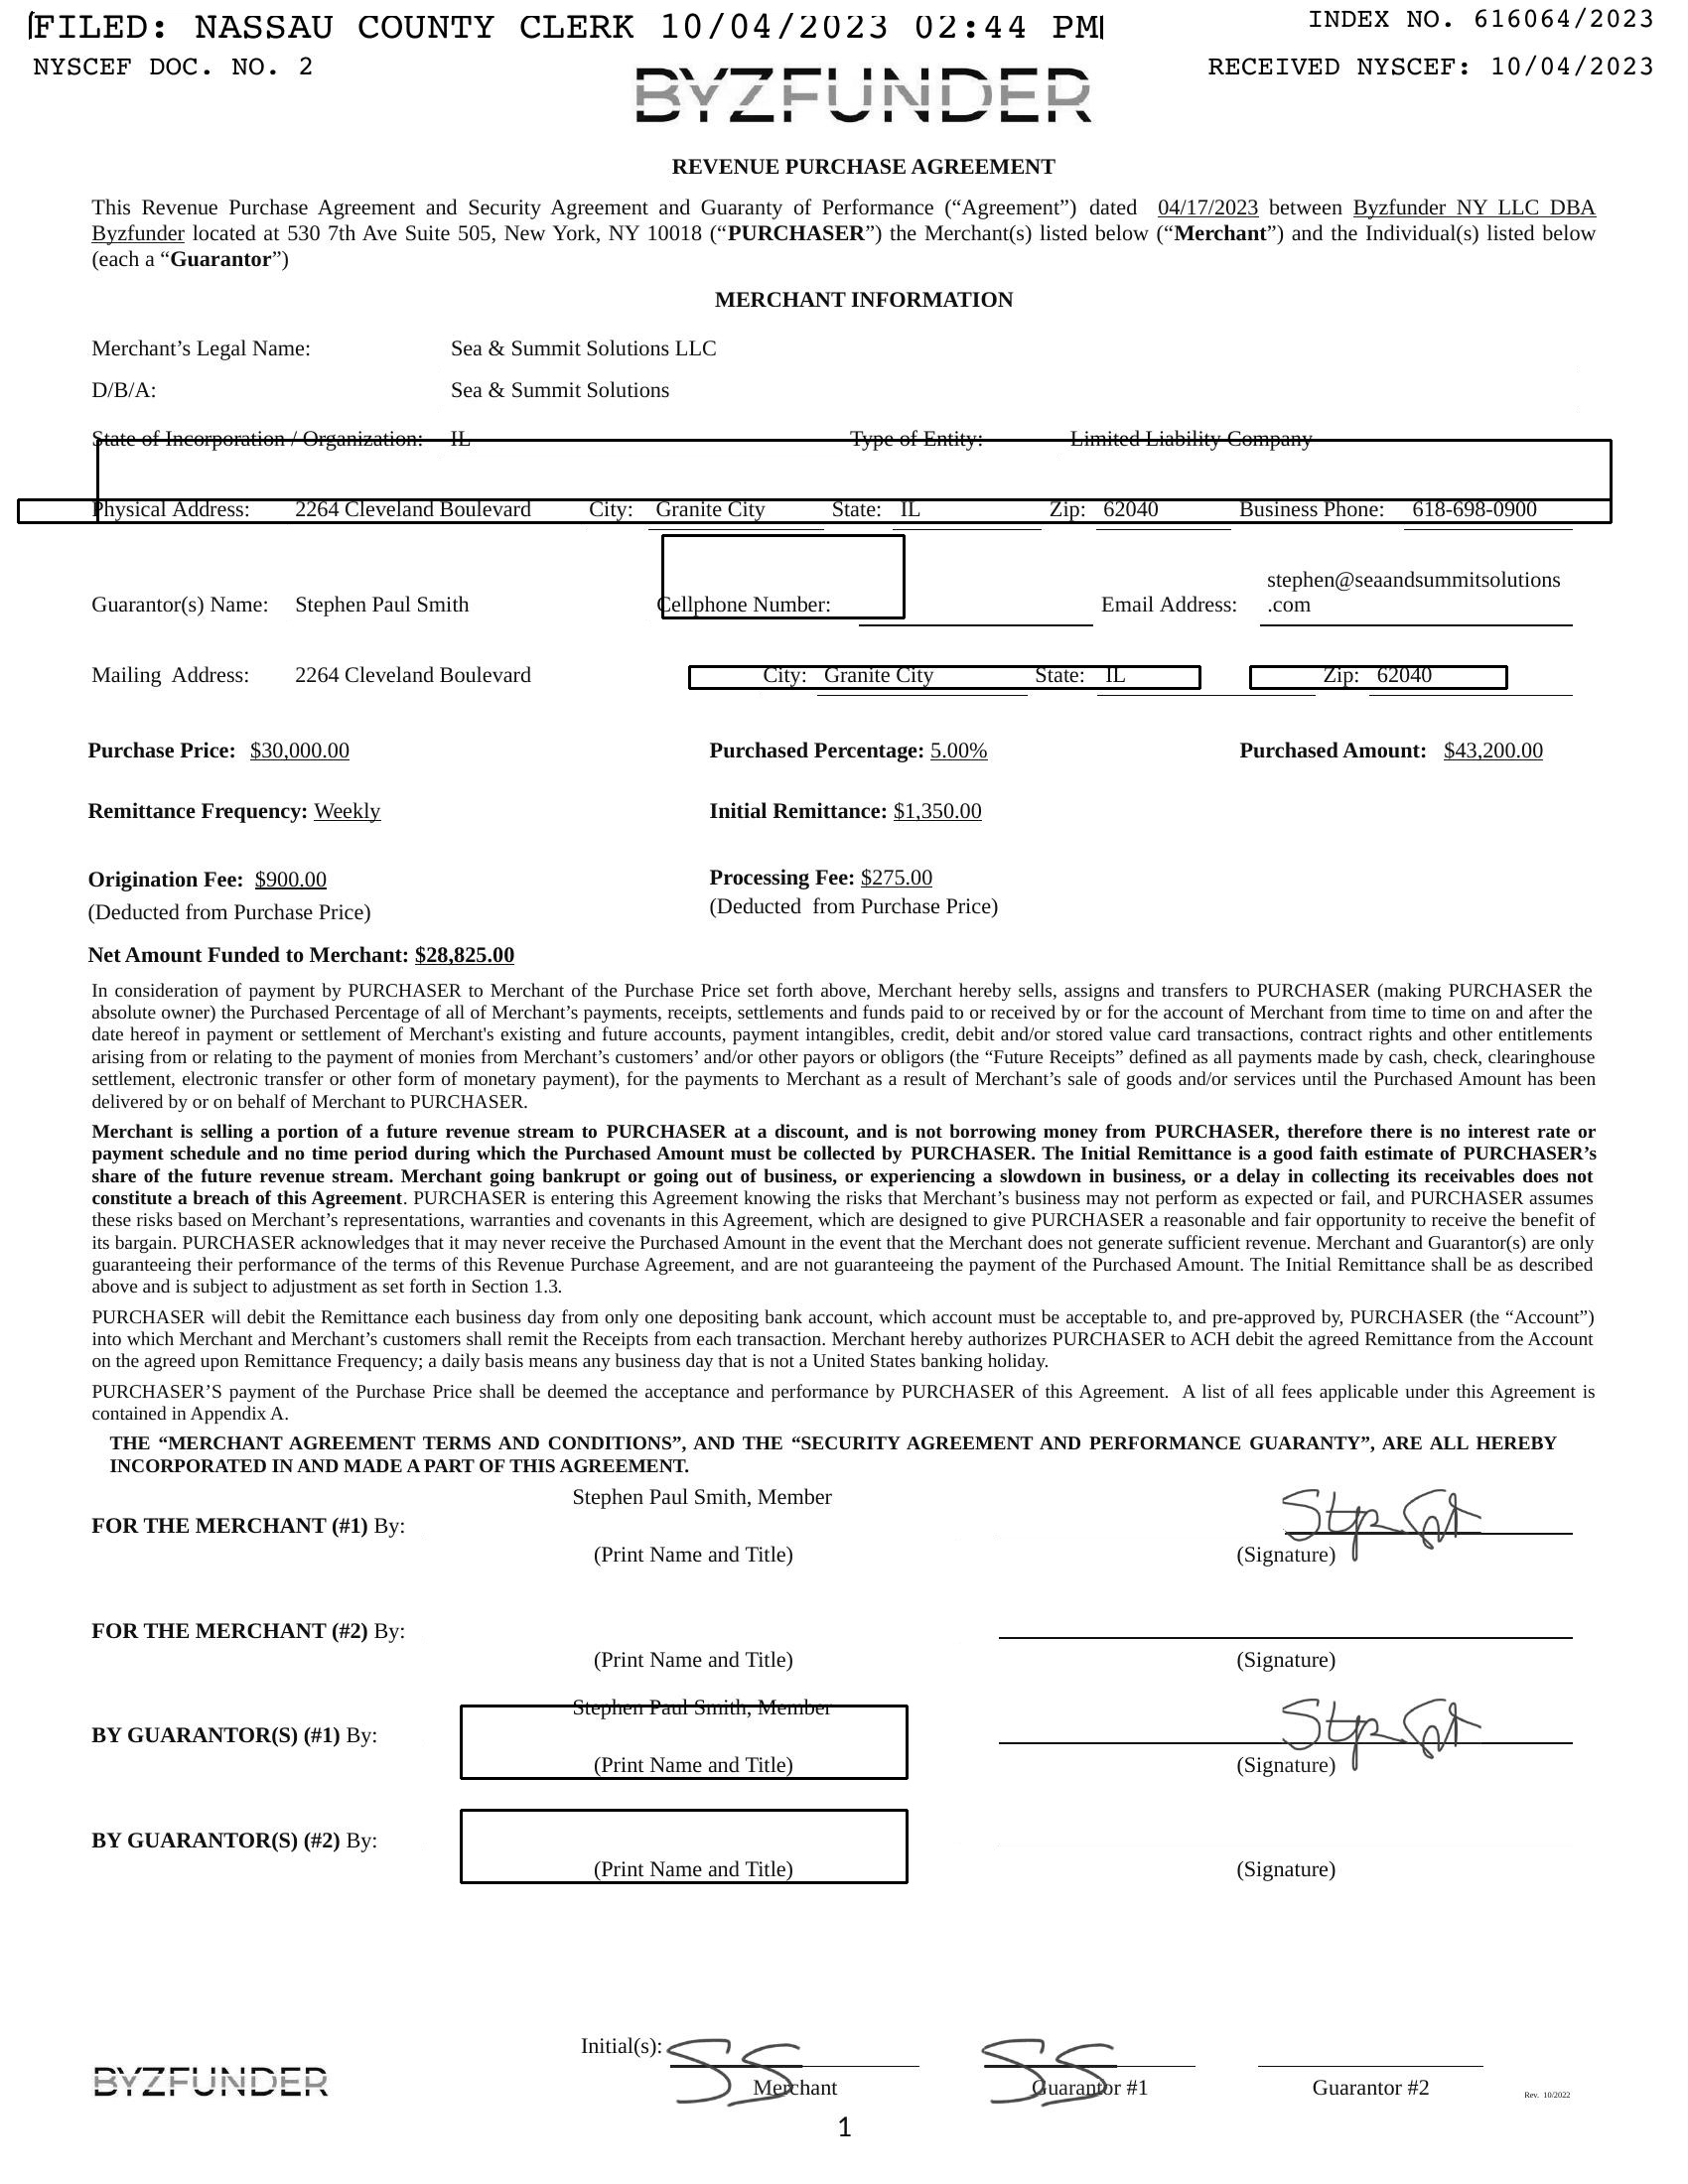 FILED: NASSAU COUNTY CLERK 10/04/2023 02:44 PM
INDEX NO. 616064/2023
NYSCEF DOC. NO. 2
RECEIVED NYSCEF: 10/04/2023
BYZFUNDER
REVENUE PURCHASE AGREEMENT
This Revenue Purchase Agreement and Security Agreement and Guaranty of Performance (“Agreement”) dated 04/17/2023 between Byzfunder NY LLC DBA
Byzfunder located at 530 7th Ave Suite 505, New York, NY 10018 (“PURCHASER”) the Merchant(s) listed below (“Merchant”) and the Individual(s) listed below
(each a “Guarantor”)
MERCHANT INFORMATION
Merchant’s Legal Name: Sea & Summit Solutions LLC
D/B/A: Sea & Summit Solutions
State of Incorporation / Organization: IL Type of Entity: Limited Liability Company
Physical Address: 2264 Cleveland Boulevard City: Granite City State: IL Zip: 62040 Business Phone: 618-698-0900
stephen@seaandsummitsolutions
Guarantor(s) Name: Stephen Paul Smith Cellphone Number: Email Address: .com
Mailing Address: 2264 Cleveland Boulevard City: Granite City State: IL Zip: 62040
Purchase Price: $30,000.00 Purchased Percentage: 5.00% Purchased Amount: $43,200.00
Remittance Frequency: Weekly Initial Remittance: $1,350.00
Origination Fee: $900.00 Processing Fee: $275.00
(Deducted from Purchase Price) (Deducted from Purchase Price)
Net Amount Funded to Merchant: $28,825.00
In consideration of payment by PURCHASER to Merchant of the Purchase Price set forth above, Merchant hereby sells, assigns and transfers to PURCHASER (making PURCHASER the
absolute owner) the Purchased Percentage of all of Merchant’s payments, receipts, settlements and funds paid to or received by or for the account of Merchant from time to time on and after the
date hereof in payment or settlement of Merchant's existing and future accounts, payment intangibles, credit, debit and/or stored value card transactions, contract rights and other entitlements
arising from or relating to the payment of monies from Merchant’s customers’ and/or other payors or obligors (the “Future Receipts” defined as all payments made by cash, check, clearinghouse
settlement, electronic transfer or other form of monetary payment), for the payments to Merchant as a result of Merchant’s sale of goods and/or services until the Purchased Amount has been
delivered by or on behalf of Merchant to PURCHASER.
Merchant is selling a portion of a future revenue stream to PURCHASER at a discount, and is not borrowing money from PURCHASER, therefore there is no interest rate or
payment schedule and no time period during which the Purchased Amount must be collected by PURCHASER. The Initial Remittance is a good faith estimate of PURCHASER’s
share of the future revenue stream. Merchant going bankrupt or going out of business, or experiencing a slowdown in business, or a delay in collecting its receivables does not
constitute a breach of this Agreement. PURCHASER is entering this Agreement knowing the risks that Merchant’s business may not perform as expected or fail, and PURCHASER assumes
these risks based on Merchant’s representations, warranties and covenants in this Agreement, which are designed to give PURCHASER a reasonable and fair opportunity to receive the benefit of
its bargain. PURCHASER acknowledges that it may never receive the Purchased Amount in the event that the Merchant does not generate sufficient revenue. Merchant and Guarantor(s) are only
guaranteeing their performance of the terms of this Revenue Purchase Agreement, and are not guaranteeing the payment of the Purchased Amount. The Initial Remittance shall be as described
above and is subject to adjustment as set forth in Section 1.3.
PURCHASER will debit the Remittance each business day from only one depositing bank account, which account must be acceptable to, and pre-approved by, PURCHASER (the “Account”)
into which Merchant and Merchant’s customers shall remit the Receipts from each transaction. Merchant hereby authorizes PURCHASER to ACH debit the agreed Remittance from the Account
on the agreed upon Remittance Frequency; a daily basis means any business day that is not a United States banking holiday.
PURCHASER’S payment of the Purchase Price shall be deemed the acceptance and performance by PURCHASER of this Agreement. A list of all fees applicable under this Agreement is
contained in Appendix A.
THE “MERCHANT AGREEMENT TERMS AND CONDITIONS”, AND THE “SECURITY AGREEMENT AND PERFORMANCE GUARANTY”, ARE ALL HEREBY
INCORPORATED IN AND MADE A PART OF THIS AGREEMENT.
Stephen Paul Smith, Member
FOR THE MERCHANT (#1) By:
(Print Name and Title) (Signature)
FOR THE MERCHANT (#2) By:
(Print Name and Title) (Signature)
Stephen Paul Smith, Member
BY GUARANTOR(S) (#1) By:
(Print Name and Title) (Signature)
BY GUARANTOR(S) (#2) By:
(Print Name and Title) (Signature)
Initial(s): SS SS
BYZFUNDER Merchant Guarantor #1 Guarantor #2 Rev. 10/2022
1